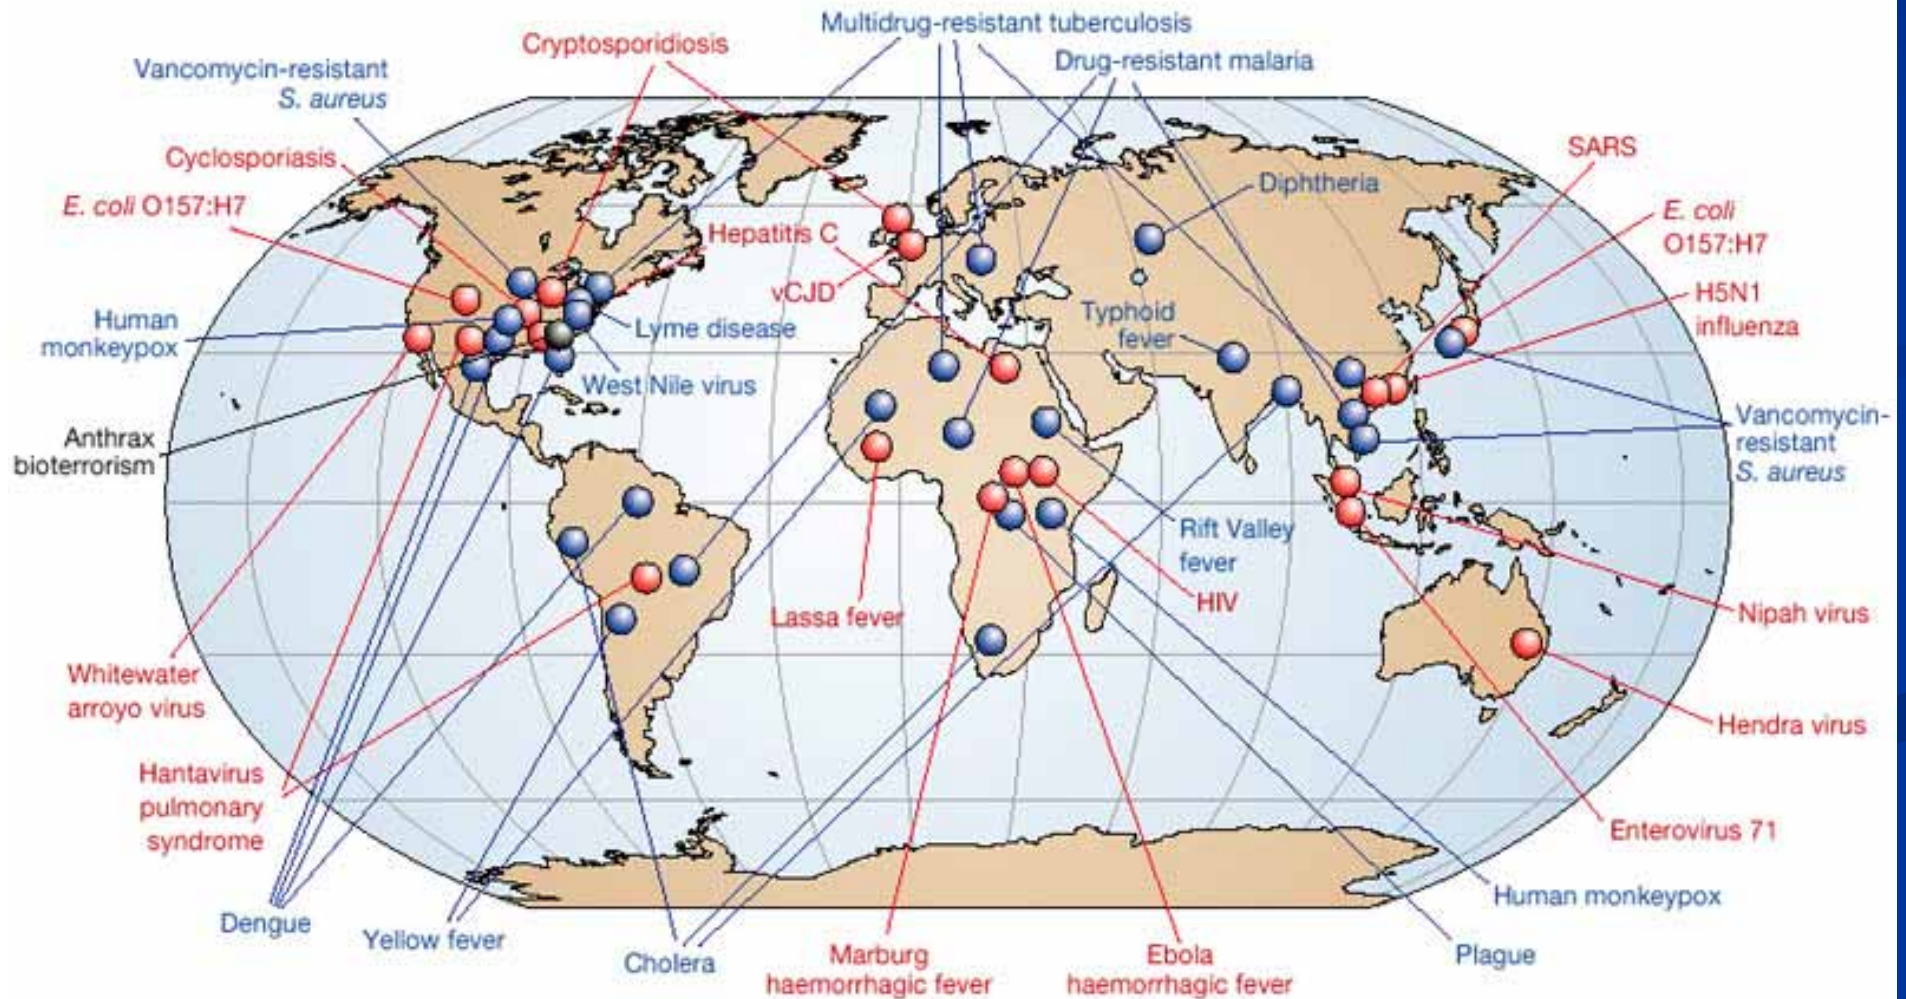 Multidrug-resistant tuberculosis
Cryptosporidiosis
Drug-resistant malaria
Vancomycin-resistant
S. aureus
Cyclosporiasis
SARS
Diphtheria
E. coli O157:H7
E. coli
O157:H7
Hepatitis C
vCJD
H5N1
influenza
Human
monkeypox
Lyme disease
Typhoid
fever
West Nile virus
Anthrax
bioterrorism
Vancomycin-
resistant
S. aureus
Rift Valley
fever
HIV
Lassa fever
Nipah virus
Whitewater
arroyo virus
Hendra virus
Hantavirus
pulmonary
syndrome
Enterovirus 71
Human monkeypox
Dengue
Yellow fever
Cholera
Marburg
haemorrhagic fever
Ebola
haemorrhagic fever
Plague